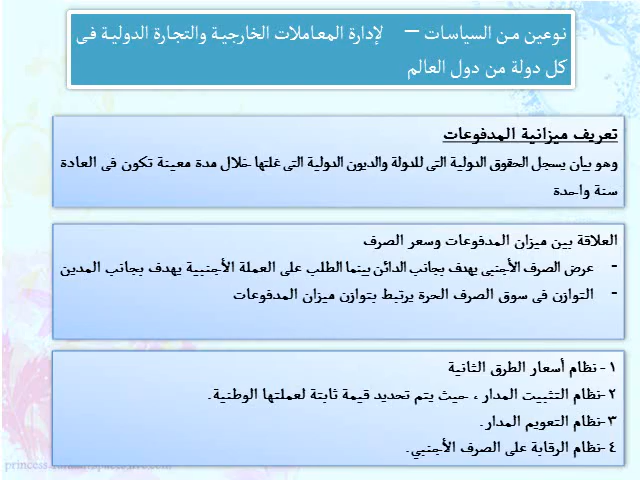 نوعين من السياسات – لإدارة المعاملات الخارجية والتجارة الدولية فى
كل دولة من دول العالم
تعريف ميزانية المدفوعات
وهو بيان يسجل الحقوق الدولية التى للدولة والديون الدولية التى غلتها خلال مدة معينة تكون فى العادة
سنة واحدة
العلاقة بين ميزان المدفوعات وسعر الصرف
- عرض الصرف الأجنبى يهدف بجانب الدائن بينما الطلب على العملة الأجنبية يهدف بجانب المدين
- التوازن فى سوق الصرف الحرة يرتبط بتوازن ميزان المدفوعات
١-نظام أسعار الطرق الثانية
٢-نظام التثبيت المدار ، حيث يتم تحديد قيمة ثابتة لعملتها الوطنية.
٣-نظام التعويم المدار.
٤-نظام الرقابة على الصرف الأجنبي.